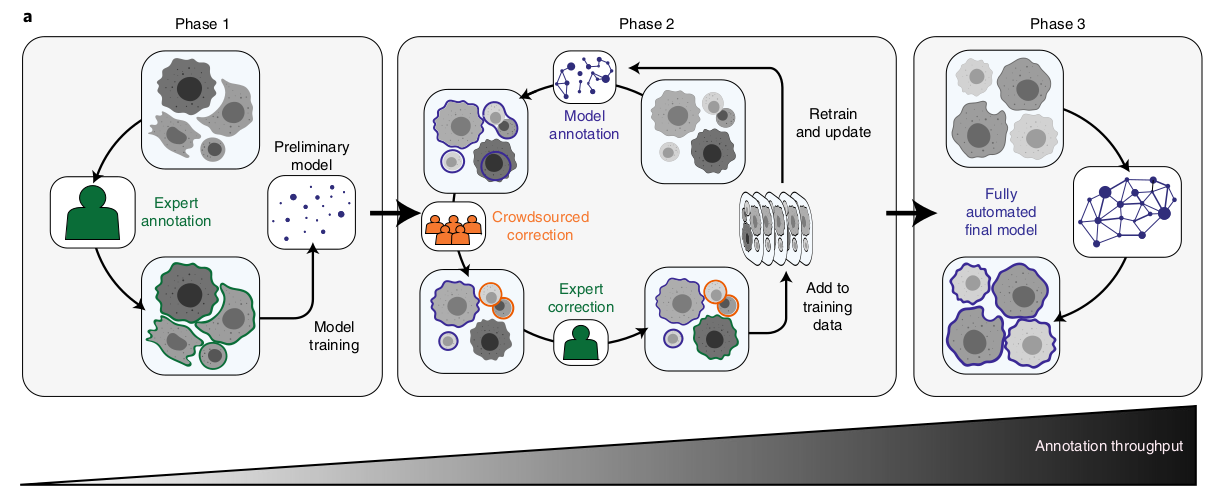 a
Phase 1
Phase 2
Phase 3
Expert
annotation
Preliminary
model
Model
training
Model
annotation
Crowdsourced
correction
Expert
correction
Add to
training
data
Retrain
and update
Fully
automated
final model
Annotation throughput